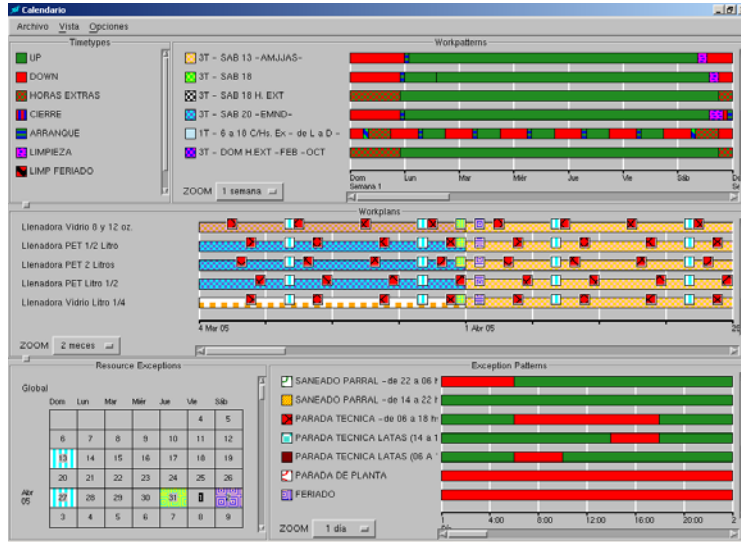 Calendario
Archivo Vista Opciones
Timetypes
UP
DOWN
HORAS EXTRAS
CIERRE
ARRANQUE
LIMPIEZA
LIMP FERIADO
Workpatterns
3T - SAB 13 -AMJJAS-
3T - SAB 18
3T - SAB 18 H. EXT
3T - SAB 20 -EMND-
1T - 6 a 18 C/Hs. Ex - de L a D -
3T - DOM H.EXT -FEB -OCT
ZOOM 1 semana
Dom Lun Mar Miér Jue Vie Sáb
Semana 1
Workplans
Llenadora Vidrio 8 y 12 oz.
Llenadora PET 1/2 Litro
Llenadora PET 2 Litros
Llenadora PET Litro 1/2
Llenadora Vidrio Litro 1/4
4 Mar 05 1 Abr 05
ZOOM 2 meces
Resource Exceptions
Global
Dom Lun Mar Miér Jue Vie Sáb
4 5
6 7 8 9 10 11 12
13 14 15 16 17 18 19
20 21 22 23 24 25 26
Abr 05
27 28 29 30 31 1
3 4 5 6 7 8 9
Exception Patterns
SANEADO PARRAL -de 22 a 06 h
SANEADO PARRAL -de 14 a 22 h
PARADA TECNICA -de 06 a 18 h
PARADA TECNICA LATAS (14 a 1
PARADA TECNICA LATAS (06 A
PARADA DE PLANTA
FERIADO
ZOOM 1 día
1 4:00 8:00 12:00 16:00 20:00 2